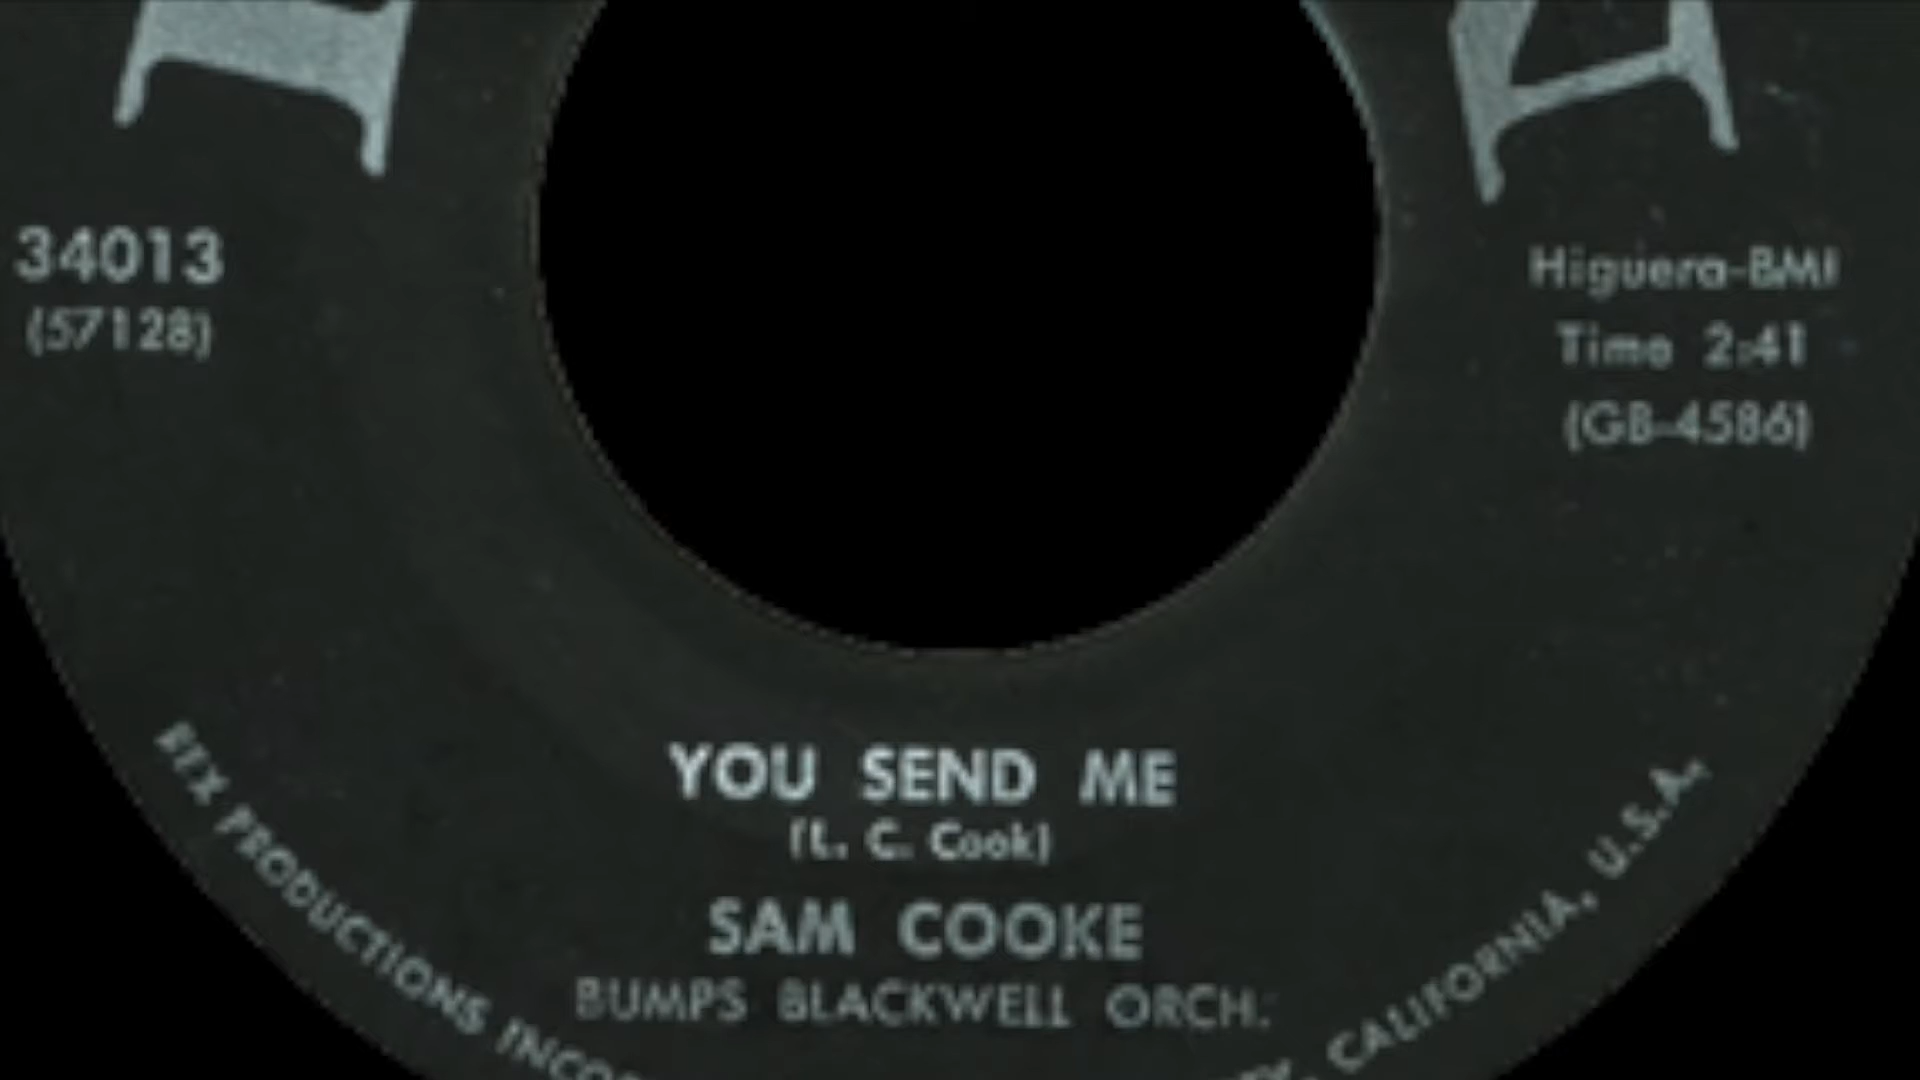 34013
(57128)
Higuera-BMI
Time 2:41
(GB-4586)
YOU SEND ME
(L. C. Cook)
SAM COOKE
BUMPS BLACKWELL ORCH.
PRODUCTIONS
CALIFORNIA, U.S.A.